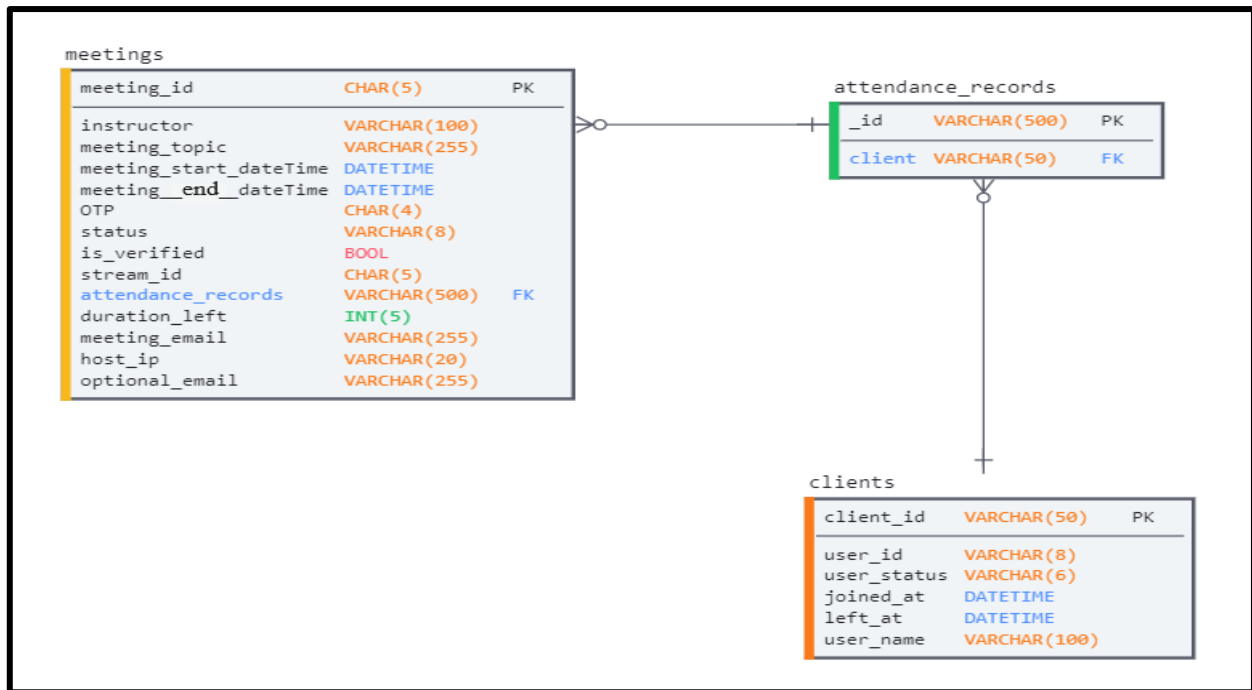 meetings
meeting_id CHAR(5) PK
instructor VARCHAR(100)
meeting_topic VARCHAR(255)
meeting_start_dateTime DATETIME
meeting__end__dateTime DATETIME
OTP CHAR(4)
status VARCHAR(8)
is_verified BOOL
stream_id CHAR(5)
attendance_records VARCHAR(500) FK
duration_left INT(5)
meeting_email VARCHAR(255)
host_ip VARCHAR(20)
optional_email VARCHAR(255)
attendance_records
_id VARCHAR(500) PK
client VARCHAR(50) FK
clients
client_id VARCHAR(50) PK
user_id VARCHAR(8)
user_status VARCHAR(6)
joined_at DATETIME
left_at DATETIME
user_name VARCHAR(100)